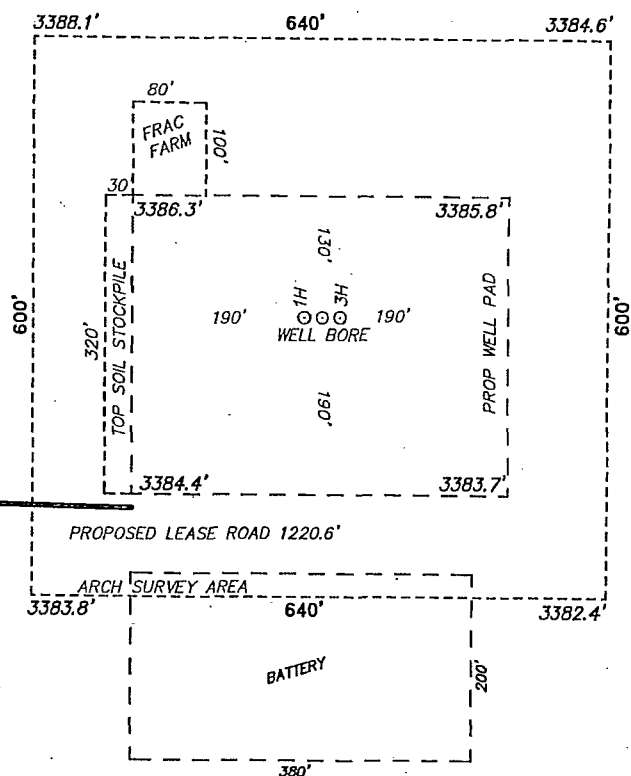 3388.1' 640' 3384.6'
80'
FRAC
FARM
100'
30
3386.3' 3385.8'
130'
600'
320'
TOP SOIL STOCKPILE
190'
1H
3H
190'
WELL BORE
PROP WELL PAD
600'
190'
3384.4' 3383.7'
PROPOSED LEASE ROAD 1220.6'
ARCH SURVEY AREA
3383.8' 640' 3382.4'
BATTERY
200'
380'